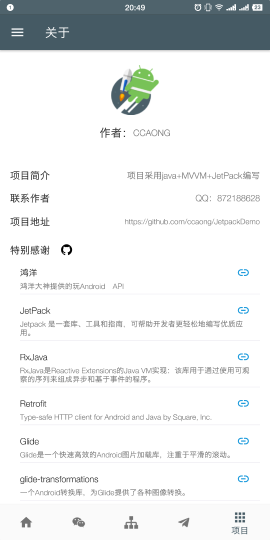 20:49
22
关于
作者：CCAONG
项目简介 项目采用java+MVVM+JetPack编写
联系作者 QQ：872188628
项目地址 https://github.com/ccaong/JetpackDemo
特别感谢
鸿洋
鸿洋大神提供的玩Android API
JetPack
Jetpack 是一套库、工具和指南，可帮助开发者更轻松地编写优质应
用。
RxJava
RxJava是Reactive Extensions的Java VM实现：该库用于通过使用可观
察的序列来组成异步和基于事件的程序。
Retrofit
Type-safe HTTP client for Android and Java by Square, Inc.
Glide
Glide是一个快速高效的Android图片加载库，注重于平滑的滚动。
glide-transformations
一个Android转换库，为Glide提供了各种图像转换。
项目